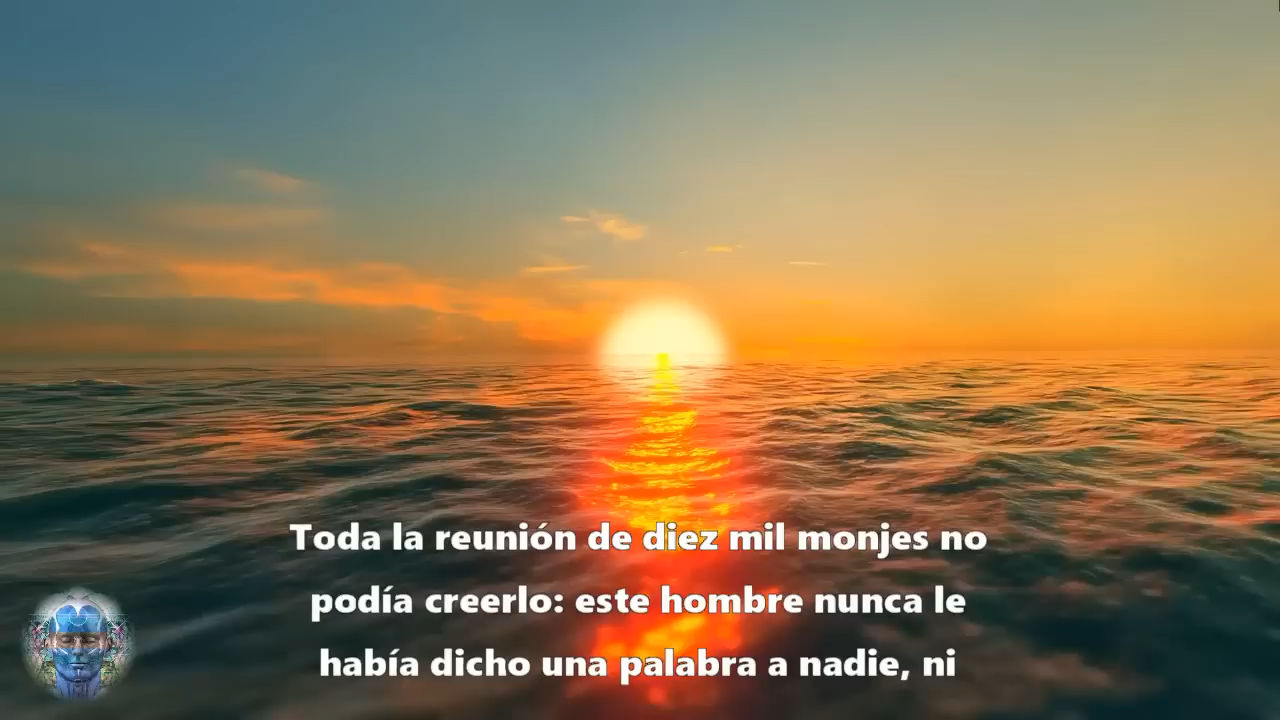 Toda la reunión de diez mil monjes no
podía creerlo: este hombre nunca le
había dicho una palabra a nadie, ni